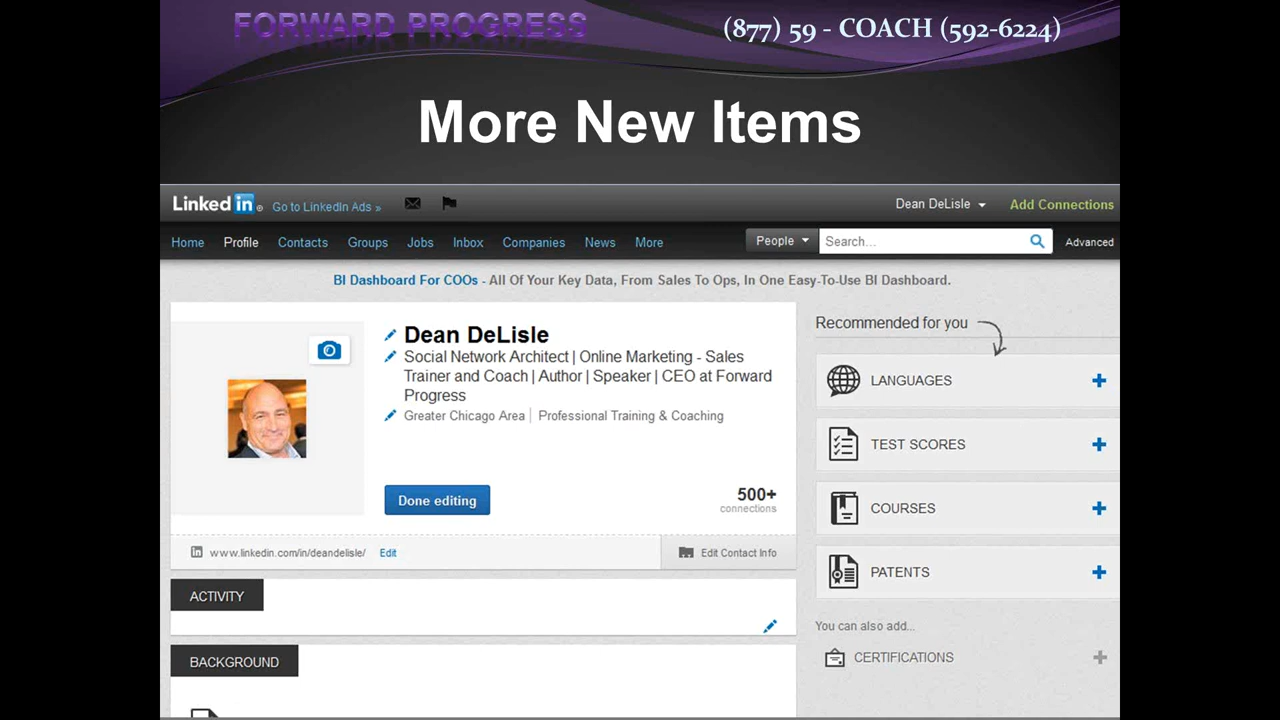 FORWARD PROGRESS
(877) 59 - COACH (592-6224)
More New Items
Linked in Go to LinkedIn Ads » Dean DeLisle Add Connections
Home Profile Contacts Groups Jobs Inbox Companies News More People Search... Advanced
BI Dashboard For COOs - All Of Your Key Data, From Sales To Ops, In One Easy-To-Use BI Dashboard.
Dean DeLisle
Social Network Architect | Online Marketing - Sales
Trainer and Coach | Author | Speaker | CEO at Forward
Progress
Greater Chicago Area | Professional Training & Coaching
Done editing
500+
connections
www.linkedin.com/in/deandelisle/ Edit
Edit Contact Info
ACTIVITY
BACKGROUND
Recommended for you
LANGUAGES
TEST SCORES
COURSES
PATENTS
You can also add...
CERTIFICATIONS